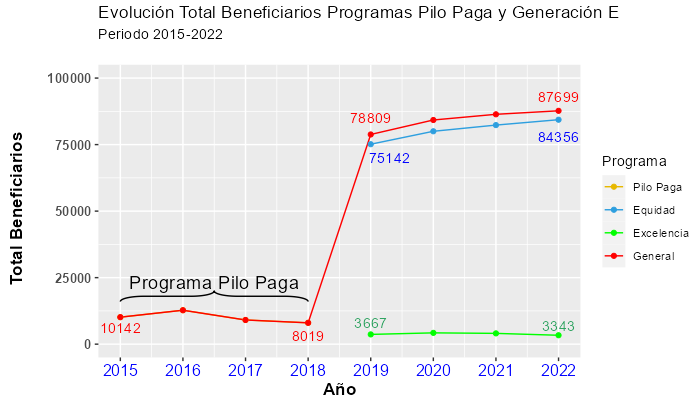 Evolución Total Beneficiarios Programas Pilo Paga y Generación E
Periodo 2015-2022
Total Beneficiarios
100000
75000
50000
25000
0
78809
87699
75142
84356
Programa Pilo Paga
10142
8019
3667
3343
2015 2016 2017 2018 2019 2020 2021 2022
Año
Programa
Pilo Paga
Equidad
Excelencia
General